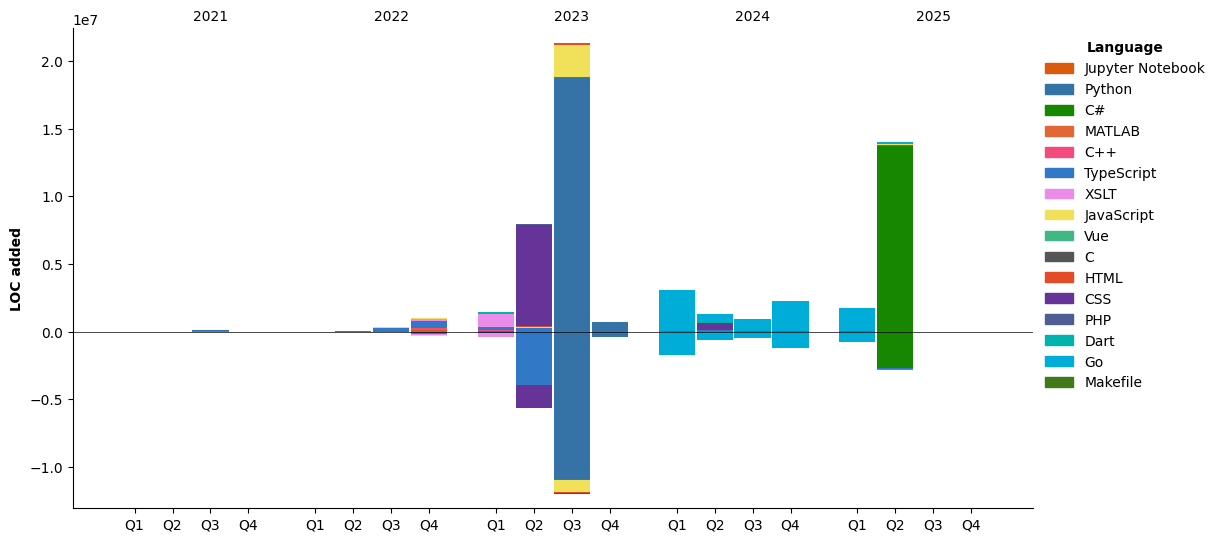 1e7
2021 2022 2023 2024 2025
Language
Jupyter Notebook
Python
C#
MATLAB
C++
TypeScript
XSLT
JavaScript
Vue
C
HTML
CSS
PHP
Dart
Go
Makefile
LOC added
2.0
1.5
1.0
0.5
0.0
−0.5
−1.0
Q1 Q2 Q3 Q4 Q1 Q2 Q3 Q4 Q1 Q2 Q3 Q4 Q1 Q2 Q3 Q4 Q1 Q2 Q3 Q4